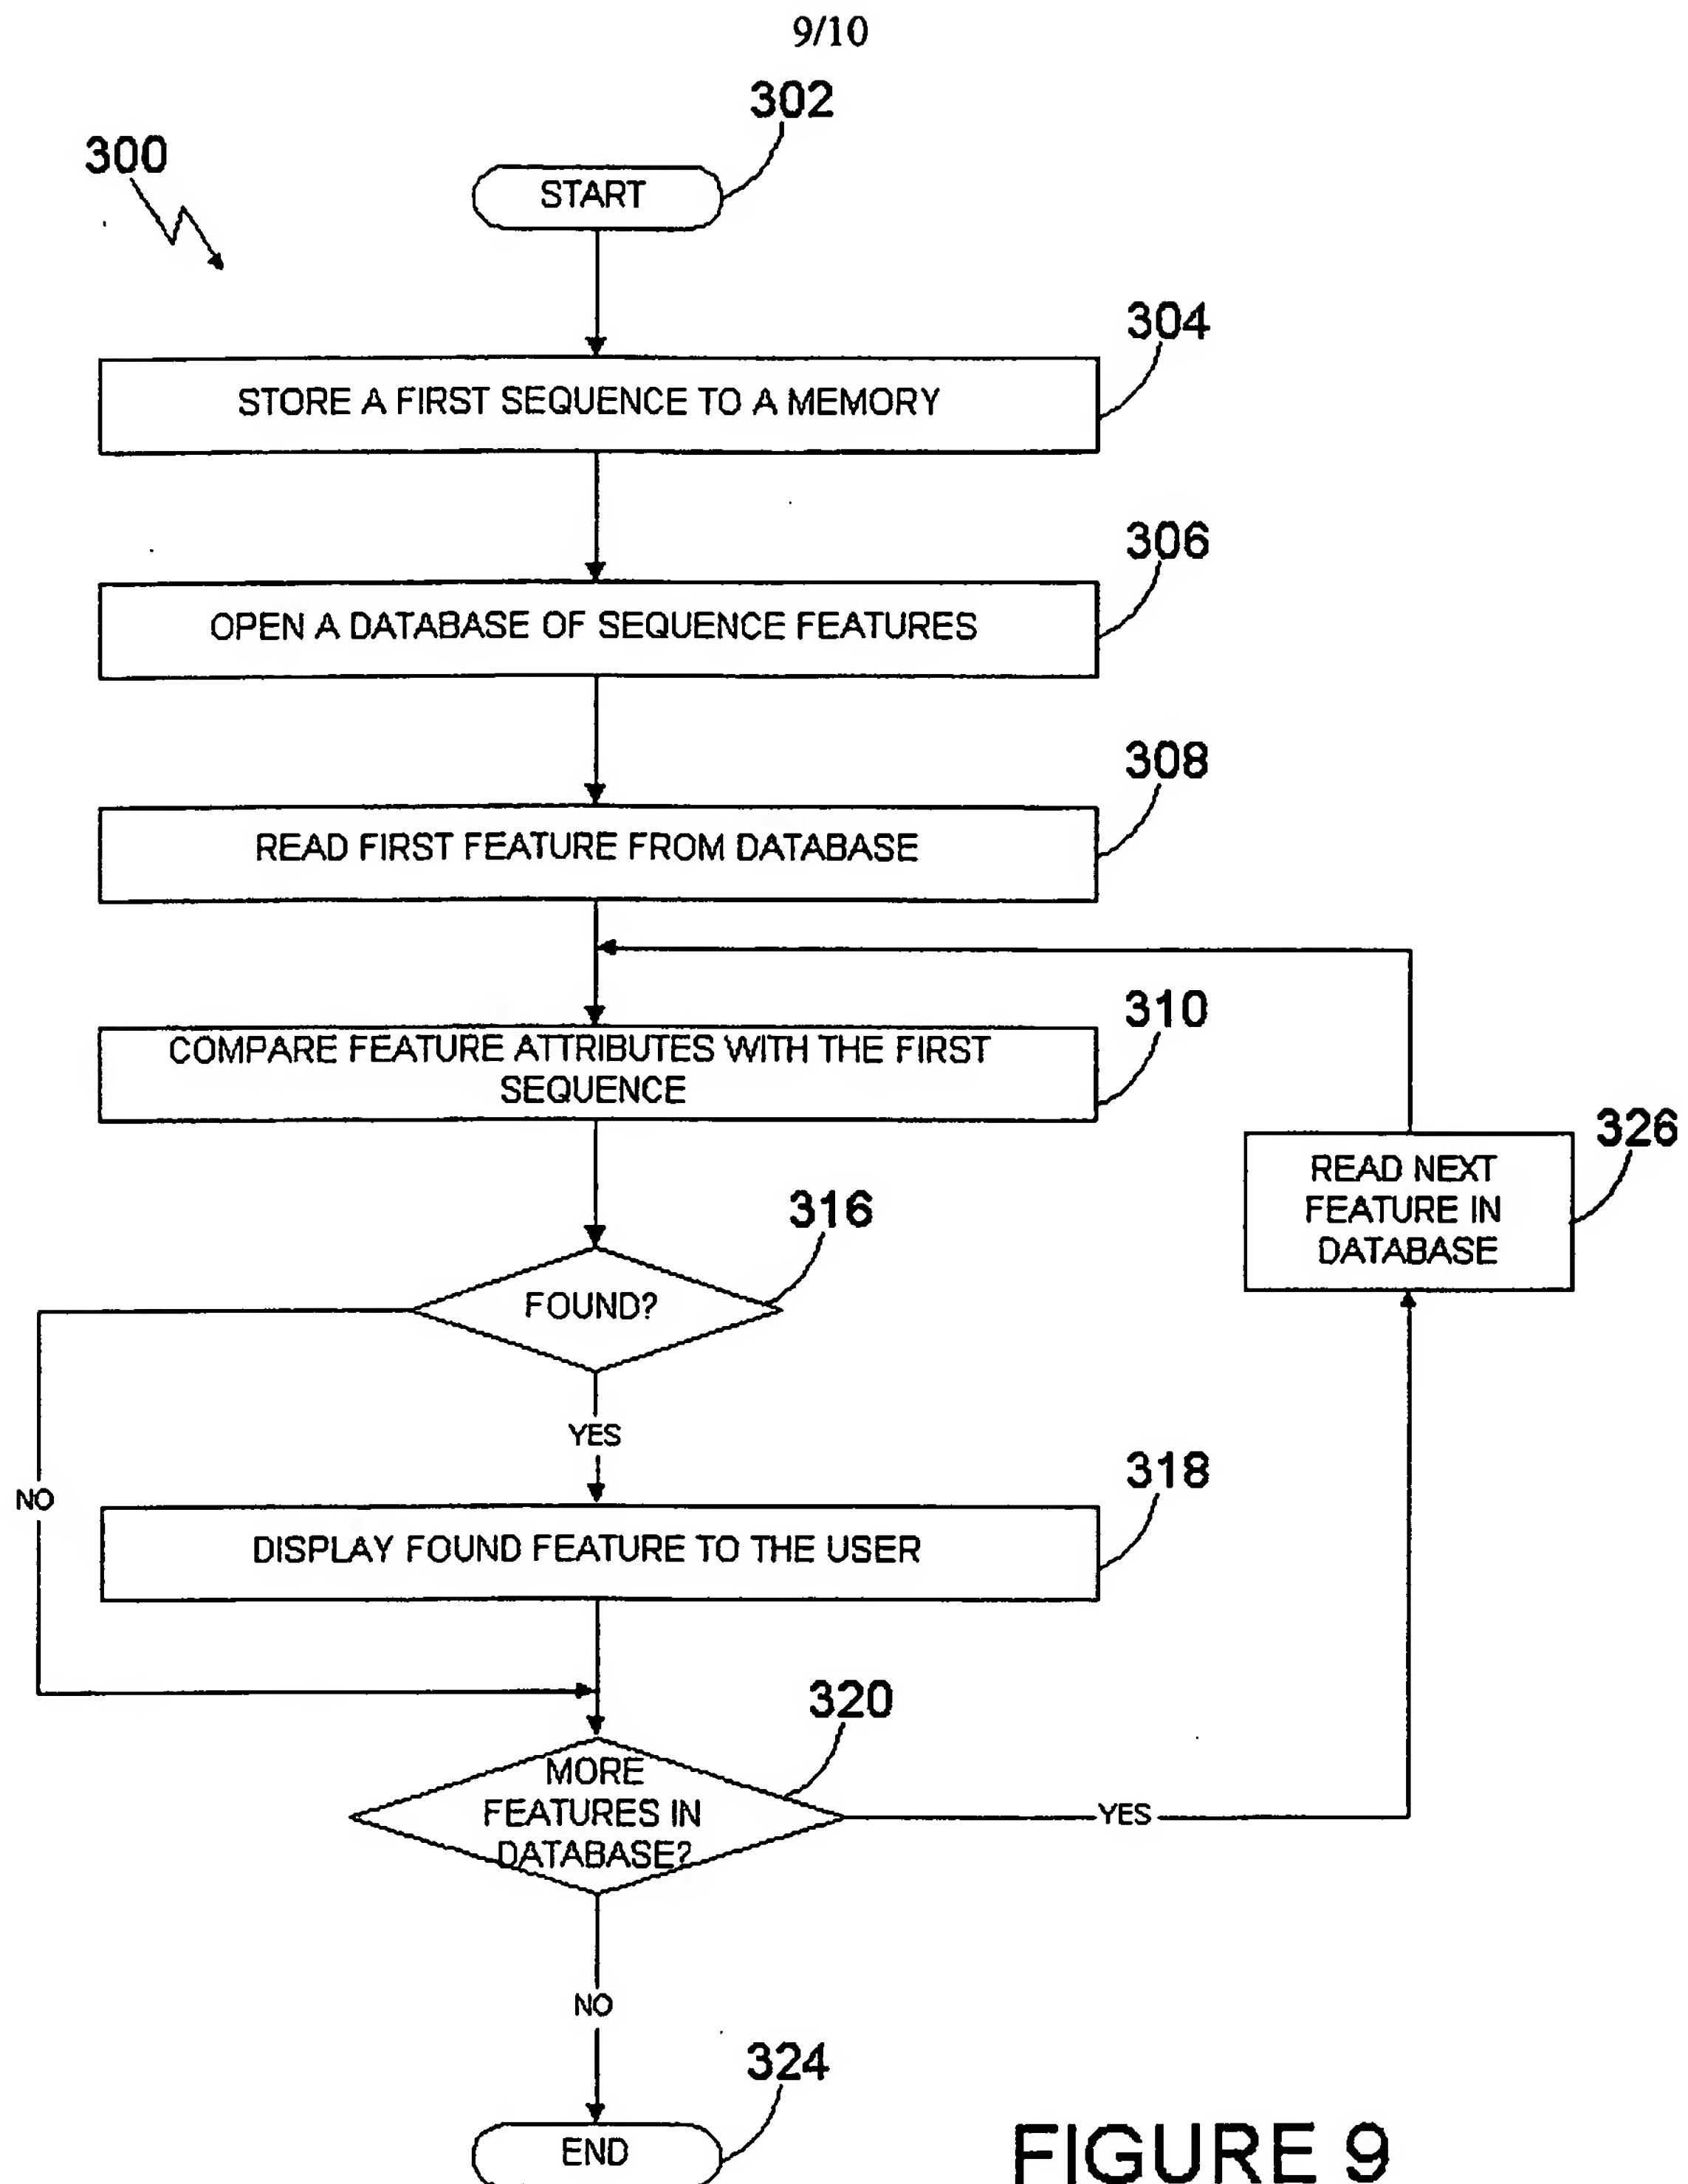 9/10
302
300
START
304
STORE A FIRST SEQUENCE TO A MEMORY
306
OPEN A DATABASE OF SEQUENCE FEATURES
308
READ FIRST FEATURE FROM DATABASE
310
COMPARE FEATURE ATTRIBUTES WITH THE FIRST
SEQUENCE
326
READ NEXT
FEATURE IN
DATABASE
316
FOUND?
YES
NO
318
DISPLAY FOUND FEATURE TO THE USER
320
MORE
FEATURES IN
DATABASE?
YES
NO
324
END
FIGURE 9